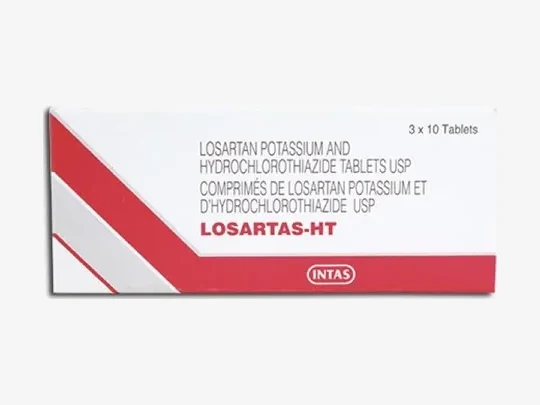 3 x 10 Tablets
LOSARTAN POTASSIUM AND
HYDROCHLOROTHIAZIDE TABLETS USP
COMPRIMÉS DE LOSARTAN POTASSIUM ET
D'HYDROCHLOROTHIAZIDE USP
LOSARTAS-HT
INTAS